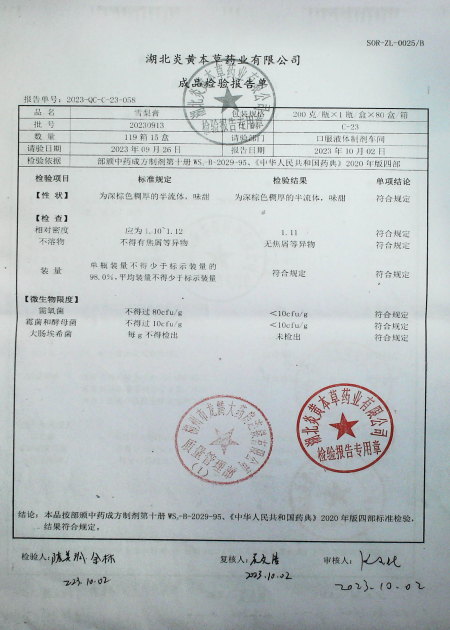 SOR-ZL-0025/B
湖北炎黄本草药业有限公司
成品检验报告单
报告单号：2023-QC-C-23-058
品名 雪梨膏 包装规格 200克/瓶×1瓶/盒×80盒/箱
批号 20230913 C-23
数量 119箱15盒 请验部门 口服液体制剂车间
请验日期 2023年09月26日 报告日期 2023年10月02日
检验依据 部颁中药成方制剂第十册WS₃-B-2029-95、《中华人民共和国药典》2020年版四部
检验项目 标准规定 检验结果 单项结论
【性状】 为深棕色稠厚的半流体，味甜 为深棕色稠厚的半流体，味甜 符合规定
【检查】
相对密度 应为1.10~1.12 1.11 符合规定
不溶物 不得有焦屑等异物 无焦屑等异物 符合规定
装量 单瓶装量不得少于标示装量的 符合规定 符合规定
98.0%，平均装量不得少于标示装量
【微生物限度】
需氧菌 不得过80cfu/g <10cfu/g 符合规定
霉菌和酵母菌 不得过10cfu/g <10cfu/g 符合规定
大肠埃希菌 每g不得检出 未检出 符合规定
湖北炎黄本草药业有限公司
检验报告专用章
质量管理部
(1)
结论：本品按部颁中药成方制剂第十册WS₃-B-2029-95、《中华人民共和国药典》2020年版四部标准检验，
结果符合规定。
检验人： 复核人： 审核人：
2023.10.02 2023.10.02 2023.10.02